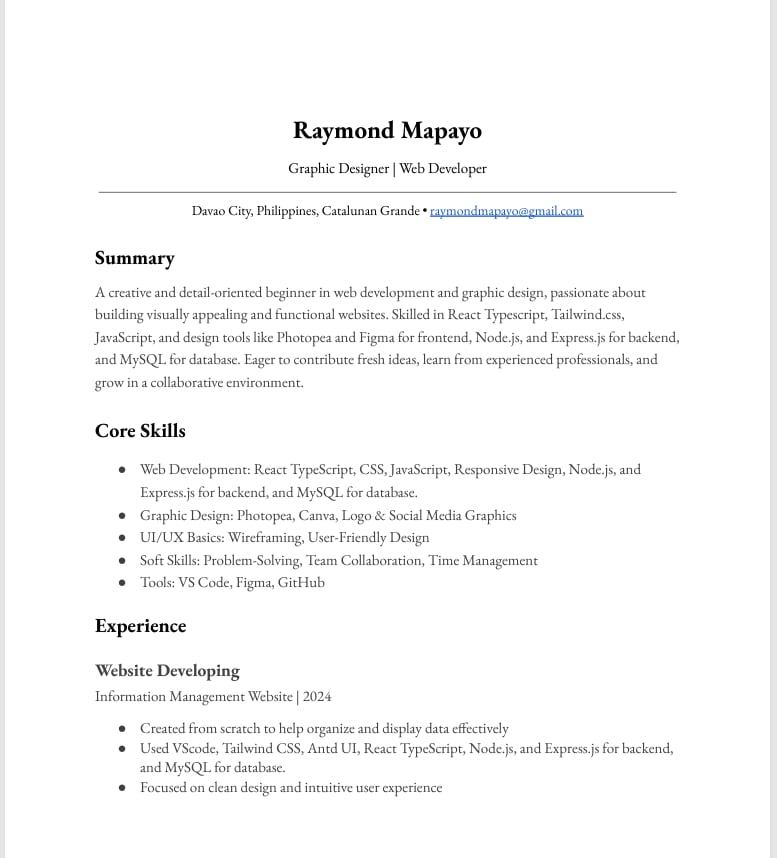 Raymond Mapayo
Graphic Designer | Web Developer
Davao City, Philippines, Catalunan Grande • raymondmapayo@gmail.com
Summary
A creative and detail-oriented beginner in web development and graphic design, passionate about
building visually appealing and functional websites. Skilled in React Typescript, Tailwind.css,
JavaScript, and design tools like Photopea and Figma for frontend, Node.js, and Express.js for backend,
and MySQL for database. Eager to contribute fresh ideas, learn from experienced professionals, and
grow in a collaborative environment.
Core Skills
● Web Development: React TypeScript, CSS, JavaScript, Responsive Design, Node.js, and
Express.js for backend, and MySQL for database.
● Graphic Design: Photopea, Canva, Logo & Social Media Graphics
● UI/UX Basics: Wireframing, User-Friendly Design
● Soft Skills: Problem-Solving, Team Collaboration, Time Management
● Tools: VS Code, Figma, GitHub
Experience
Website Developing
Information Management Website | 2024
● Created from scratch to help organize and display data effectively
● Used VScode, Tailwind CSS, Antd UI, React TypeScript, Node.js, and Express.js for backend,
and MySQL for database.
● Focused on clean design and intuitive user experience